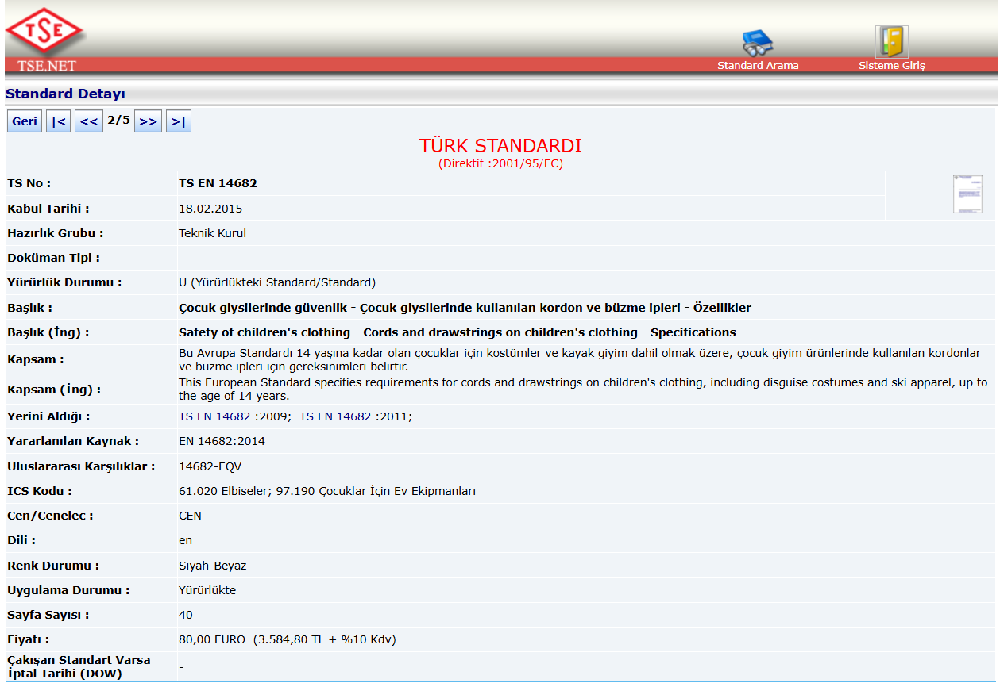 TSE
TSE.NET
Standard Arama
Sisteme Giriş
Standard Detayı
Geri |< << 2/5 >> >|
TÜRK STANDARDI
(Direktif :2001/95/EC)
TS No : TS EN 14682
Kabul Tarihi : 18.02.2015
Hazırlık Grubu : Teknik Kurul
Doküman Tipi :
Yürürlük Durumu : U (Yürürlükteki Standard/Standard)
Başlık : Çocuk giysilerinde güvenlik - Çocuk giysilerinde kullanılan kordon ve büzme ipleri - Özellikler
Başlık (İng) : Safety of children's clothing - Cords and drawstrings on children's clothing - Specifications
Kapsam : Bu Avrupa Standardı 14 yaşına kadar olan çocuklar için kostümler ve kayak giyim dahil olmak üzere, çocuk giyim ürünlerinde kullanılan kordonlar
ve büzme ipleri için gereksinimleri belirtir.
Kapsam (İng) : This European Standard specifies requirements for cords and drawstrings on children's clothing, including disguise costumes and ski apparel, up to
the age of 14 years.
Yerini Aldığı : TS EN 14682 :2009; TS EN 14682 :2011;
Yararlanılan Kaynak : EN 14682:2014
Uluslararası Karşılıklar : 14682-EQV
ICS Kodu : 61.020 Elbiseler; 97.190 Çocuklar İçin Ev Ekipmanları
Cen/Cenelec : CEN
Dili : en
Renk Durumu : Siyah-Beyaz
Uygulama Durumu : Yürürlükte
Sayfa Sayısı : 40
Fiyatı : 80,00 EURO (3.584,80 TL + %10 Kdv)
Çakışan Standart Varsa
İptal Tarihi (DOW) -